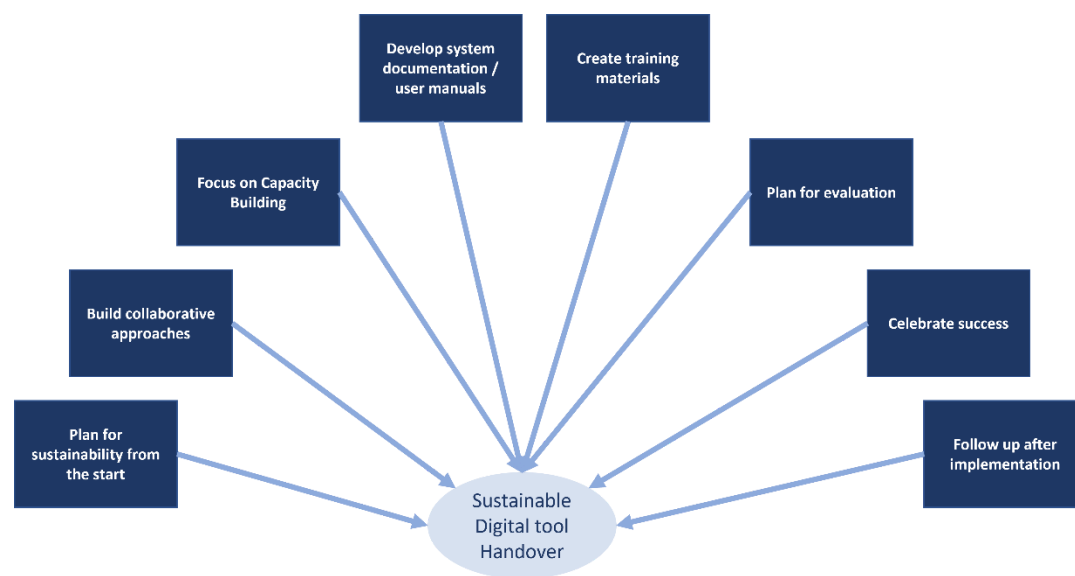 Develop system
documentation /
user manuals
Create training
materials
Focus on Capacity
Building
Plan for evaluation
Build collaborative
approaches
Celebrate success
Plan for
sustainability from
the start
Follow up after
implementation
Sustainable
Digital tool
Handover